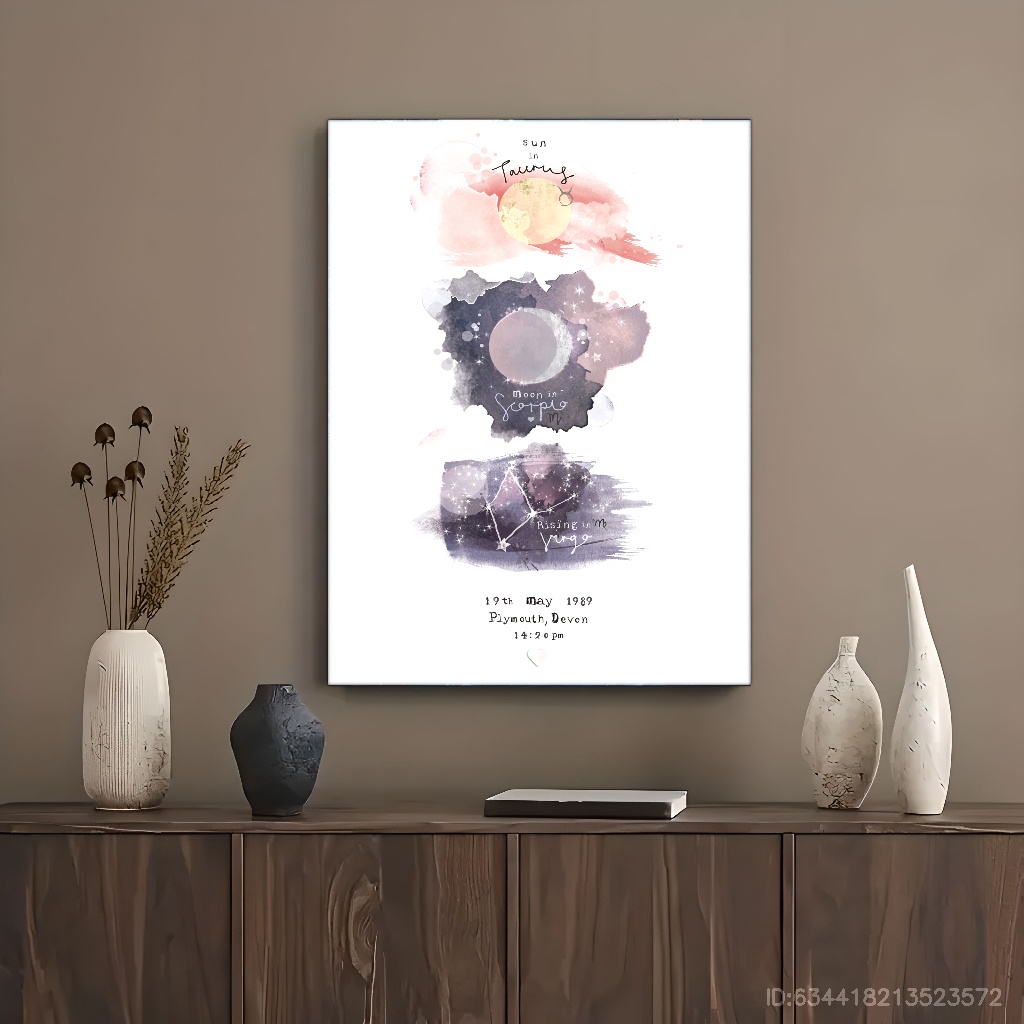 sun
in
Taurus
moon in
Scorpio
Rising in
Virgo
19th may 1989
Plymouth, Devon
14:20pm
ID:634418213523572